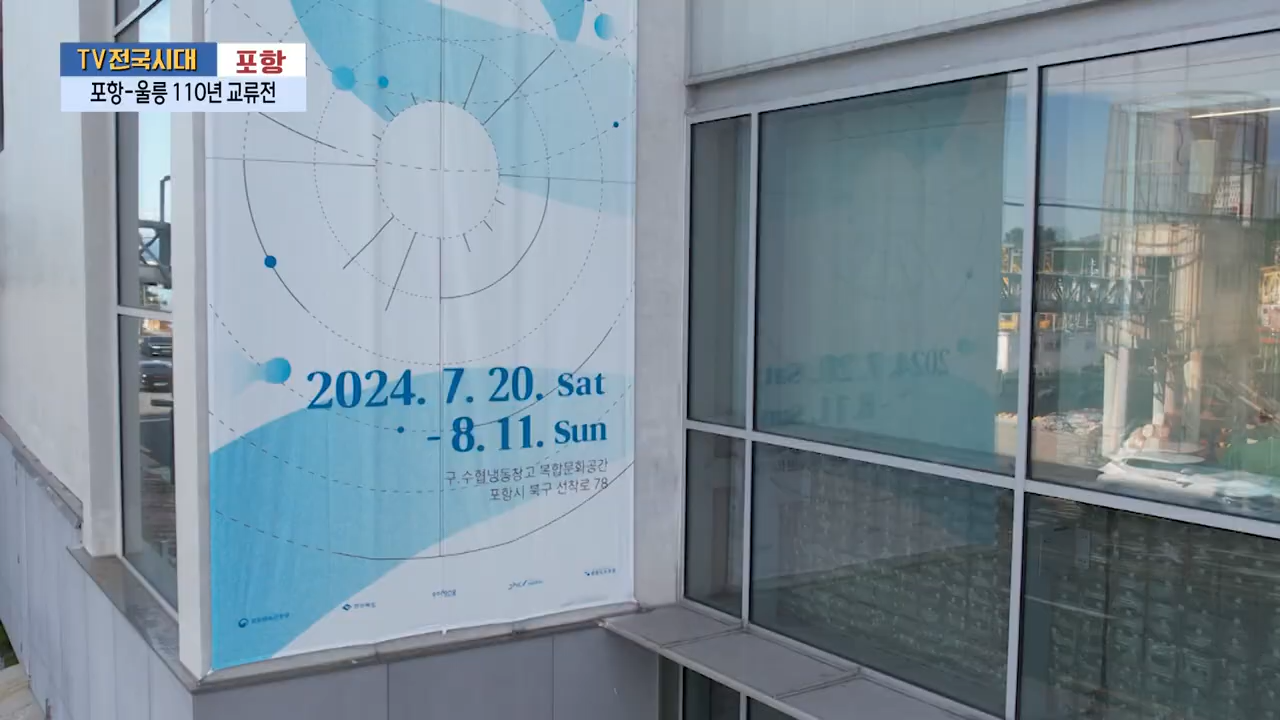 TV전국시대 포항
포항-울릉 110년 교류전
2024. 7. 20. Sat
- 8. 11. Sun
구.수협냉동창고 복합문화공간
포항시 북구 선착로 78